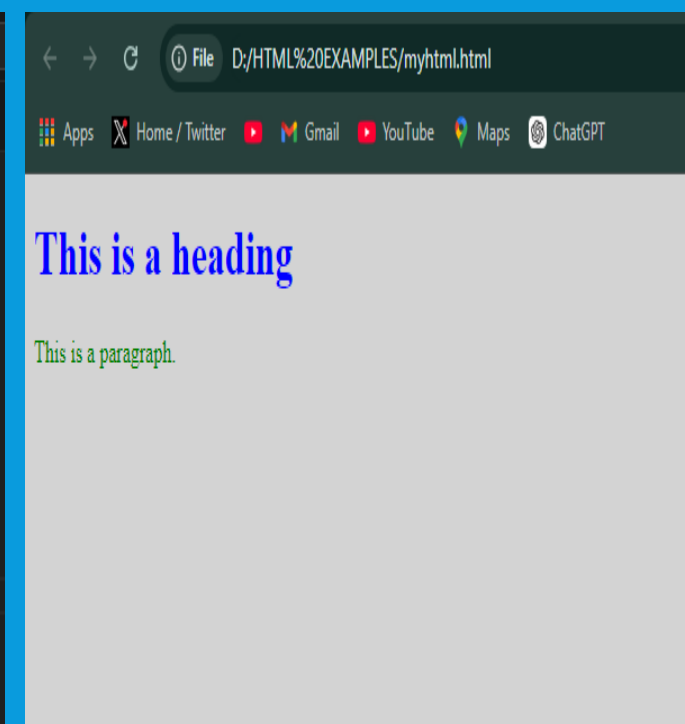 File D:/HTML%20EXAMPLES/myhtml.html
Apps Home / Twitter Gmail YouTube Maps ChatGPT
This is a heading
This is a paragraph.